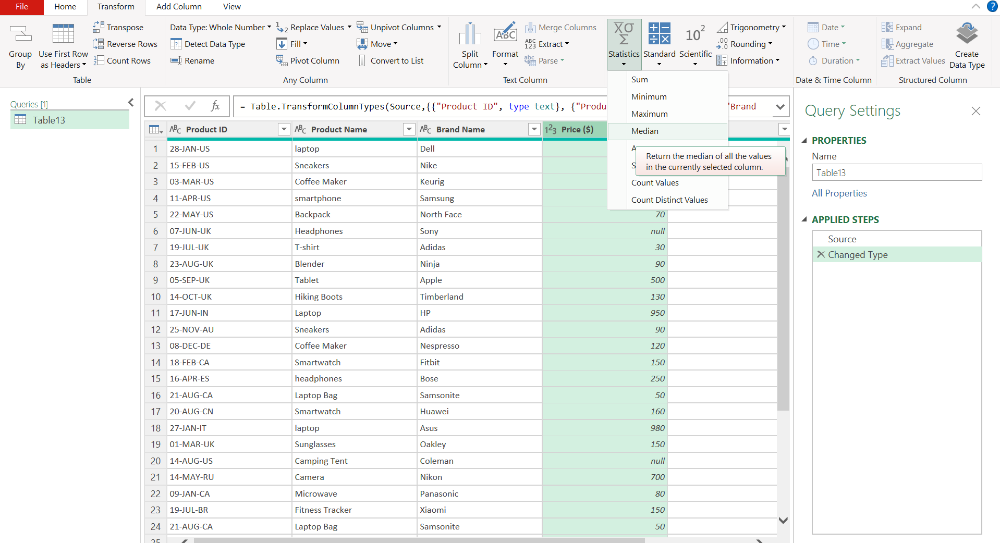 File Home Transform Add Column View ?
Transpose Data Type: Whole Number Replace Values Unpivot Columns Merge Columns Trigonometry Date Expand
Reverse Rows Detect Data Type Fill Move Extract Rounding Time Aggregate
Group By Use First Row as Headers Count Rows Rename Pivot Column Convert to List Split Column Format Parse Statistics Standard Scientific Information Duration Extract Values Create Data Type
Table Any Column Text Column Date & Time Column Structured Column
Sum
Minimum
Maximum
Median
Return the median of all the values
in the currently selected column.
Count Values
Count Distinct Values
Queries [1]
Table13
fx = Table.TransformColumnTypes(Source,{{"Product ID", type text}, {"Produ "Brand
Product ID Product Name Brand Name Price ($)
1 28-JAN-US laptop Dell
2 15-FEB-US Sneakers Nike
3 03-MAR-US Coffee Maker Keurig
4 11-APR-US smartphone Samsung
5 22-MAY-US Backpack North Face 70
6 07-JUN-UK Headphones Sony null
7 19-JUL-UK T-shirt Adidas 30
8 23-AUG-UK Blender Ninja 90
9 05-SEP-UK Tablet Apple 500
10 14-OCT-UK Hiking Boots Timberland 130
11 17-JUN-IN Laptop HP 950
12 25-NOV-AU Sneakers Adidas 90
13 08-DEC-DE Coffee Maker Nespresso 120
14 18-FEB-CA Smartwatch Fitbit 150
15 16-APR-ES headphones Bose 250
16 21-AUG-CA Laptop Bag Samsonite 50
17 20-AUG-CN Smartwatch Huawei 160
18 27-JAN-IT laptop Asus 980
19 01-MAR-UK Sunglasses Oakley 150
20 14-AUG-US Camping Tent Coleman null
21 14-MAY-RU Camera Nikon 700
22 09-JAN-CA Microwave Panasonic 80
23 19-JUL-BR Fitness Tracker Xiaomi 150
24 21-AUG-CA Laptop Bag Samsonite 50
25
Query Settings
PROPERTIES
Name
Table13
All Properties
APPLIED STEPS
Source
Changed Type